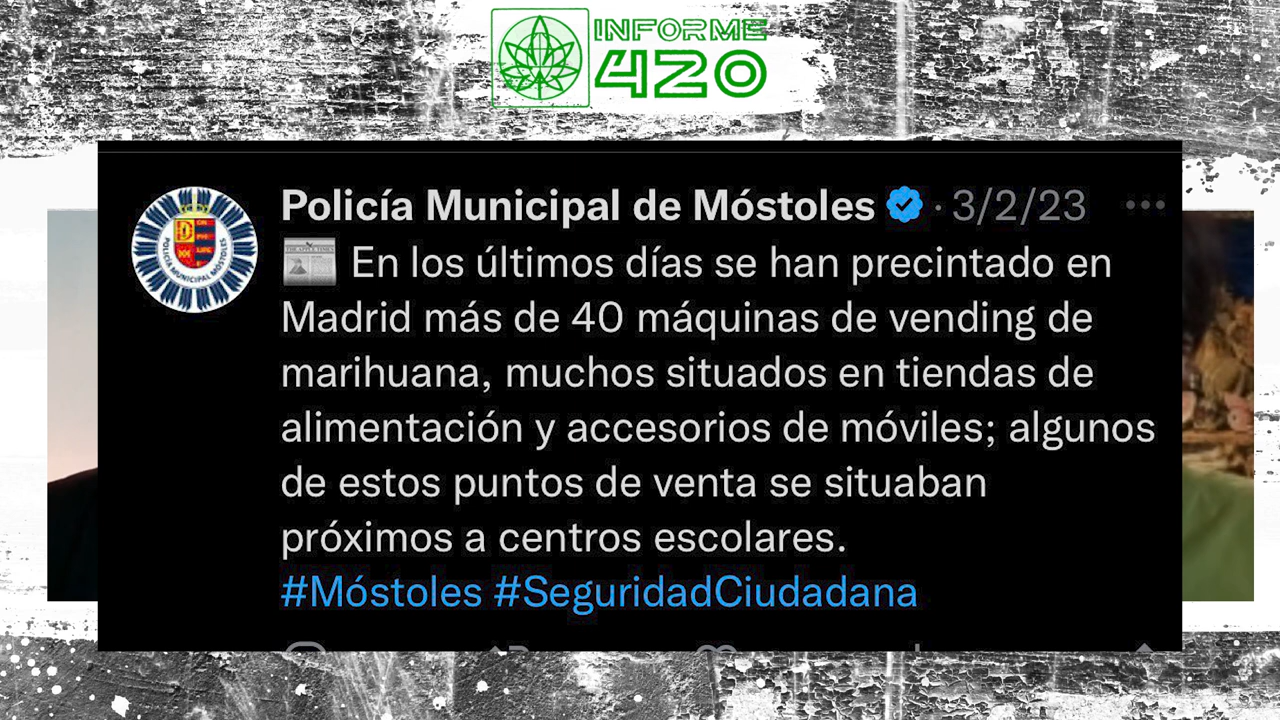 INFORME
420
Policía Municipal de Móstoles · 3/2/23 ...
En los últimos días se han precintado en
Madrid más de 40 máquinas de vending de
marihuana, muchos situados en tiendas de
alimentación y accesorios de móviles; algunos
de estos puntos de venta se situaban
próximos a centros escolares.
#Móstoles #SeguridadCiudadana